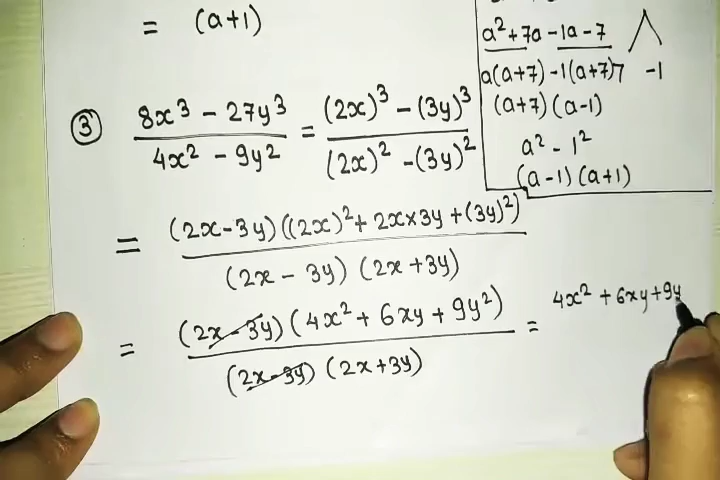 = (a+1)
a² + 7a - 1a - 7
a(a+7) - 1(a+7) 7 -1
(a+7) (a-1)
a² - 1²
(a-1) (a+1)
③ (8x³ - 27y³)/(4x² - 9y²) = ((2x)³ - (3y)³)/((2x)² - (3y)²)
= ((2x-3y) ((2x)² + 2x×3y + (3y)²))/((2x - 3y) (2x+3y))
= ((2x-3y) (4x² + 6xy + 9y²))/((2x-3y) (2x+3y)) = 4x² + 6xy + 9y